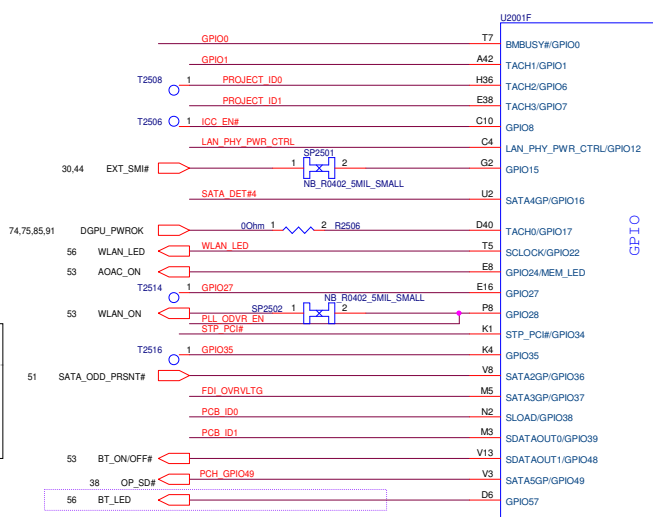 U2001F
GPIO0 T7 BMBUSY#/GPIO0
GPIO1 A42 TACH1/GPIO1
T2508 1 PROJECT_ID0 H36 TACH2/GPIO6
PROJECT_ID1 E38 TACH3/GPIO7
T2506 1 ICC_EN# C10 GPIO8
LAN_PHY_PWR_CTRL C4 LAN_PHY_PWR_CTRL/GPIO12
SP2501
30,44 EXT_SMI# 1 2 G2 GPIO15
NB_R0402_5MIL_SMALL
SATA_DET#4 U2 SATA4GP/GPIO16
GPIO
74,75,85,91 DGPU_PWROK 0Ohm 1 2 R2506 D40 TACH0/GPIO17
56 WLAN_LED WLAN_LED T5 SCLOCK/GPIO22
53 AOAC_ON E8 GPIO24/MEM_LED
T2514 1 GPIO27 E16 GPIO27
NB_R0402_5MIL_SMALL
53 WLAN_ON SP2502 1 2 P8 GPIO28
PLL_ODVR_EN
STP_PCI# K1 STP_PCI#/GPIO34
T2516 1 GPIO35 K4 GPIO35
51 SATA_ODD_PRSNT# V8 SATA2GP/GPIO36
FDI_OVRVLTG M5 SATA3GP/GPIO37
PCB_ID0 N2 SLOAD/GPIO38
PCB_ID1 M3 SDATAOUT0/GPIO39
53 BT_ON/OFF# V13 SDATAOUT1/GPIO48
38 OP_SD# PCH_GPIO49 V3 SATA5GP/GPIO49
56 BT_LED D6 GPIO57